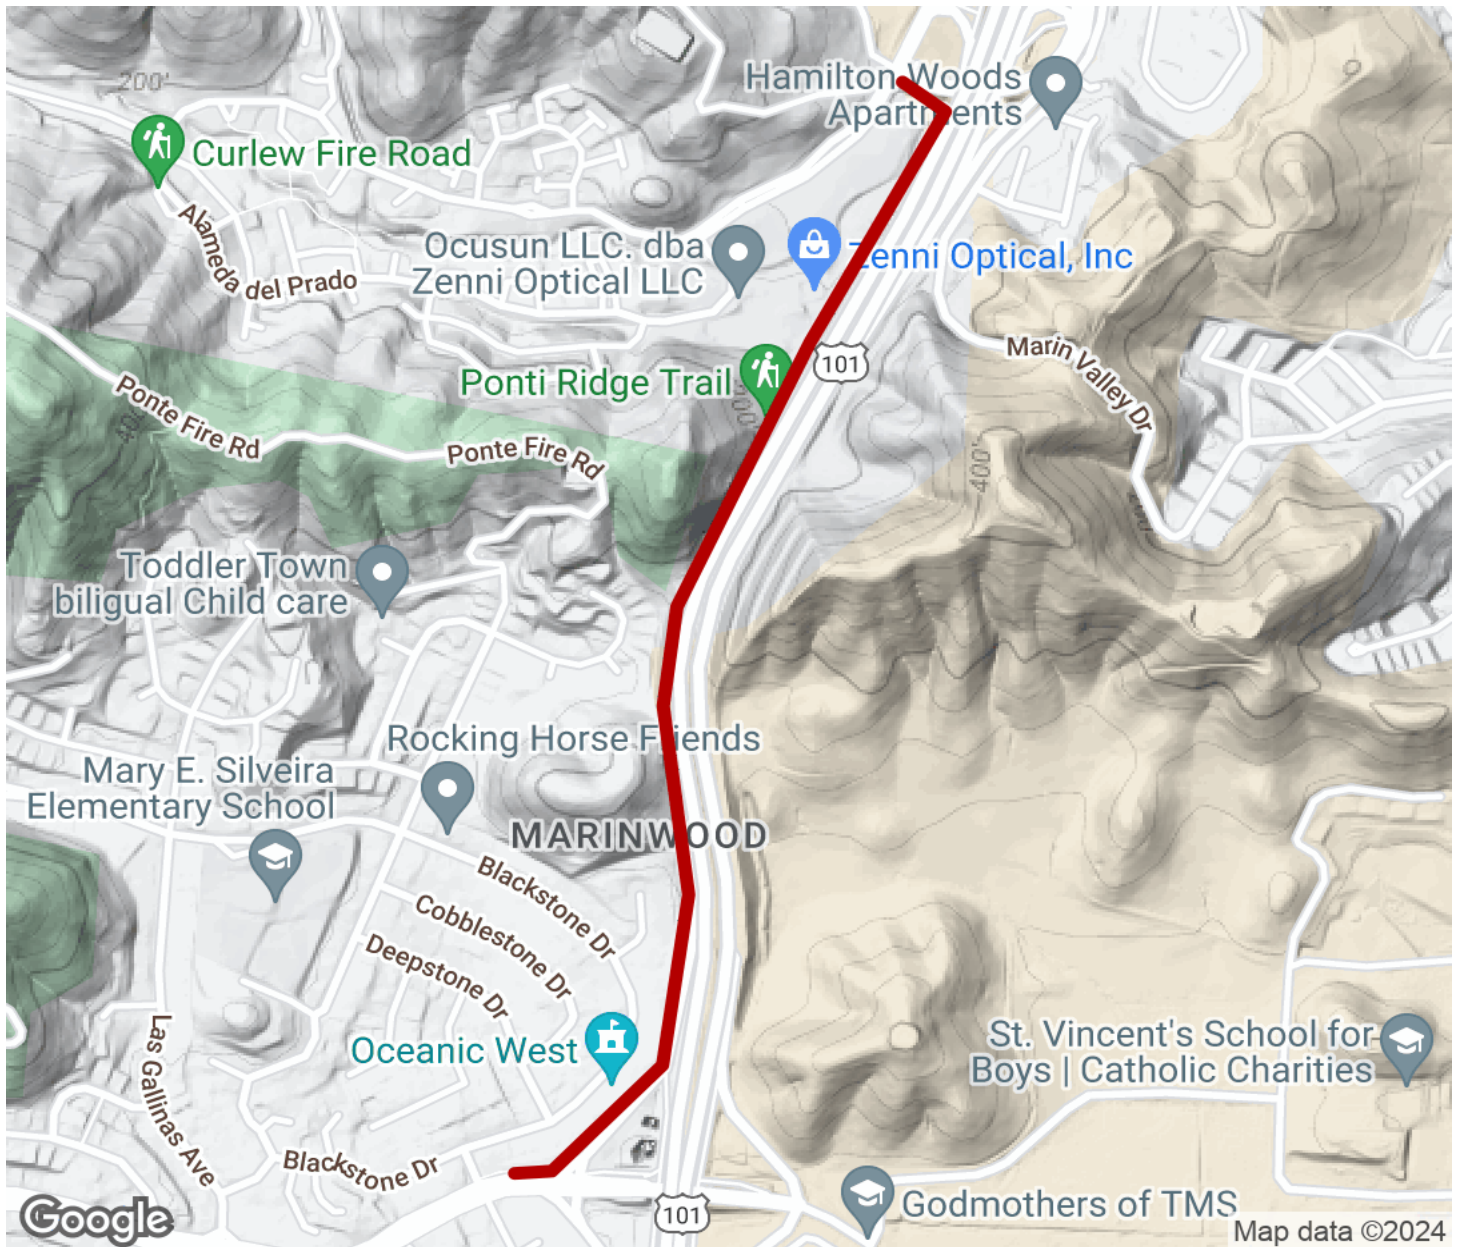 200'
Hamilton Woods
Apartments
Curlew Fire Road
Alameda del Prado
Ocusun LLC. dba
Zenni Optical LLC
Zenni Optical, Inc
101
Marin Valley Dr
Ponti Ridge Trail
200'
Ponte Fire Rd
400'
Ponte Fire Rd
400'
200'
Toddler Town
biligual Child care
Rocking Horse Friends
Mary E. Silveira
Elementary School
MARINWOOD
Blackstone Dr
Cobblestone Dr
Deepstone Dr
Las Gallinas Ave
Oceanic West
St. Vincent's School for
Boys | Catholic Charities
Blackstone Dr
101
Godmothers of TMS
Google
Map data ©2024